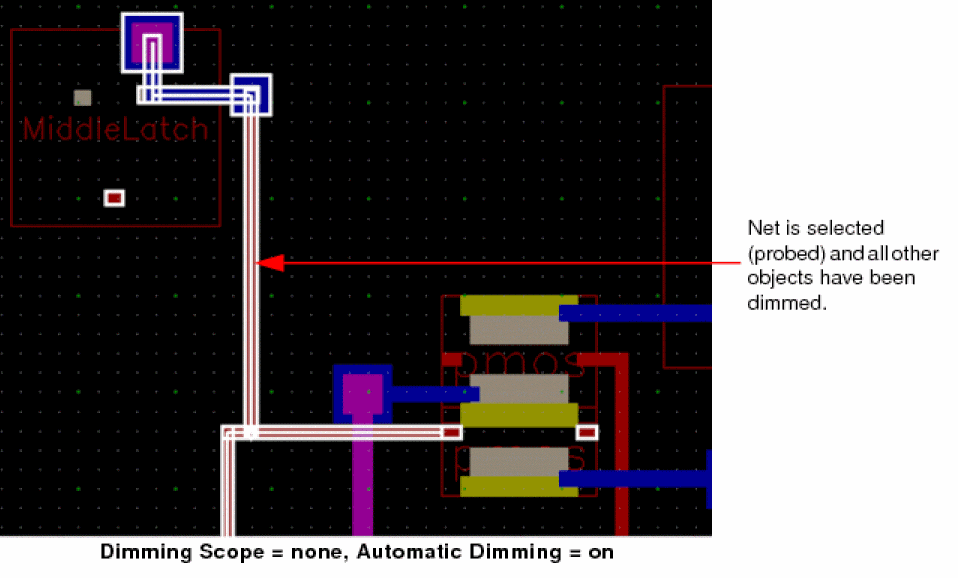 MiddleLatch
Net is selected
(probed) and all other
objects have been
dimmed.
pmos
pmos
Dimming Scope = none, Automatic Dimming = on